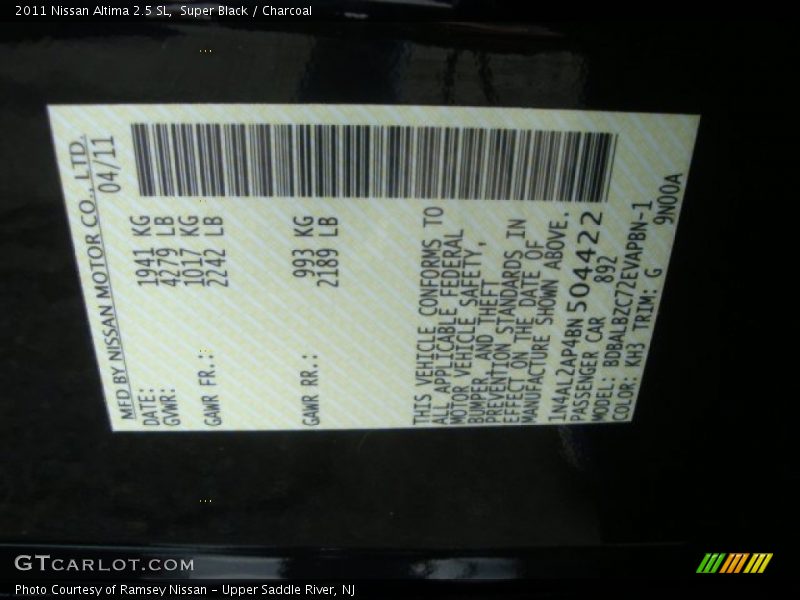 2011 Nissan Altima 2.5 SL,  Super Black / Charcoal
MFD BY NISSAN MOTOR CO., LTD.
DATE: 04/11
GVWR: 1941 KG
4279 LB
GAWR FR.: 1017 KG
2242 LB
GAWR RR.: 993 KG
2189 LB
THIS VEHICLE CONFORMS TO
ALL APPLICABLE FEDERAL
MOTOR VEHICLE SAFETY,
BUMPER, AND THEFT
PREVENTION STANDARDS IN
EFFECT ON THE DATE OF
MANUFACTURE SHOWN ABOVE.
1N4AL2AP4BN504422
PASSENGER CAR 892
MODEL: BDBALBZC72EVAPBN-1
COLOR: KH3 TRIM: G 9N00A
GTCARLOT.COM
Photo Courtesy of Ramsey Nissan – Upper Saddle River, NJ